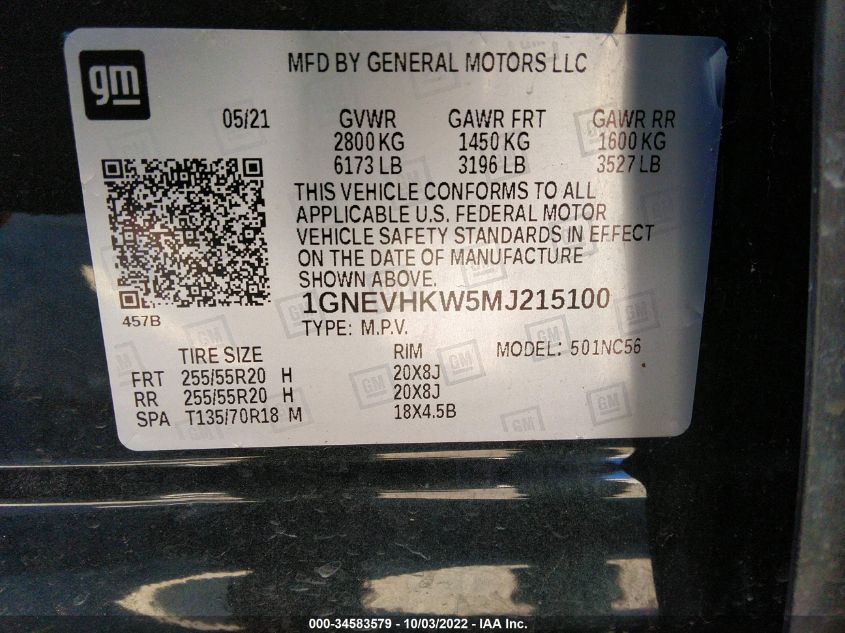 gm
MFD BY GENERAL MOTORS LLC
05/21 GVWR GAWR FRT GAWR RR
2800 KG 1450 KG 1600 KG
6173 LB 3196 LB 3527 LB
THIS VEHICLE CONFORMS TO ALL
APPLICABLE U.S. FEDERAL MOTOR
VEHICLE SAFETY STANDARDS IN EFFECT
ON THE DATE OF MANUFACTURE
SHOWN ABOVE.
457B
1GNEVHKW5MJ215100
TYPE: M.P.V.
TIRE SIZE RIM MODEL: 501NC56
FRT 255/55R20 H 20X8J
RR 255/55R20 H 20X8J
SPA T135/70R18 M 18X4.5B
000-34583579 - 10/03/2022 - IAA Inc.